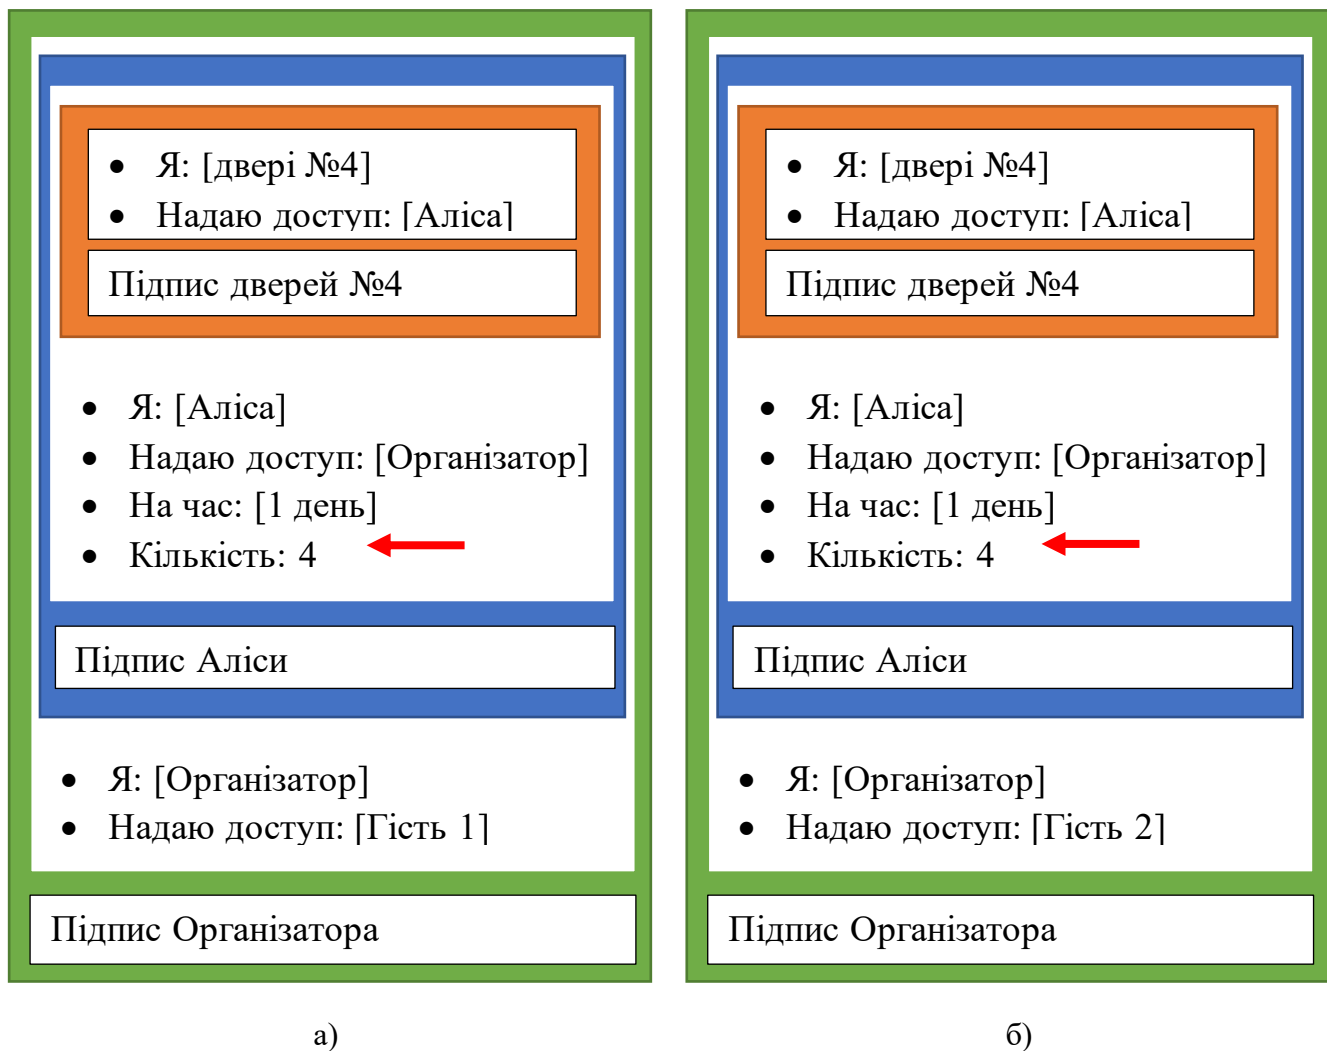 • Я: [двері №4]
• Надаю доступ: [Аліса]
Підпис дверей №4
• Я: [Аліса]
• Надаю доступ: [Організатор]
• На час: [1 день]
• Кількість: 4
Підпис Аліси
• Я: [Організатор]
• Надаю доступ: [Гість 1]
Підпис Організатора
а)
• Я: [двері №4]
• Надаю доступ: [Аліса]
Підпис дверей №4
• Я: [Аліса]
• Надаю доступ: [Організатор]
• На час: [1 день]
• Кількість: 4
Підпис Аліси
• Я: [Організатор]
• Надаю доступ: [Гість 2]
Підпис Організатора
б)